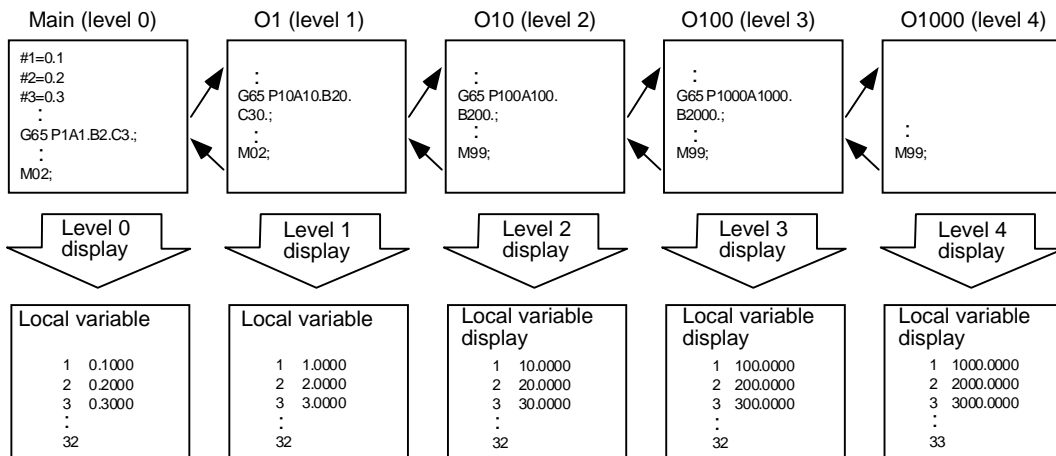 Main (level 0)
O1 (level 1)
O10 (level 2)
O100 (level 3)
O1000 (level 4)
#1=0.1
#2=0.2
#3=0.3
:
G65 P1A1.B2.C3.;
:
M02;
:
G65 P10A10.B20.
C30.;
:
M02;
:
G65 P100A100.
B200.;
:
M99;
:
G65 P1000A1000.
B2000.;
:
M99;
:
M99;
Level 0
display
Level 1
display
Level 2
display
Level 3
display
Level 4
display
Local variable
1 0.1000
2 0.2000
3 0.3000
:
32
Local variable
1 1.0000
2 2.0000
3 3.0000
:
32
Local variable
display
1 10.0000
2 20.0000
3 30.0000
:
32
Local variable
display
1 100.0000
2 200.0000
3 300.0000
:
32
Local variable
display
1 1000.0000
2 2000.0000
3 3000.0000
:
33